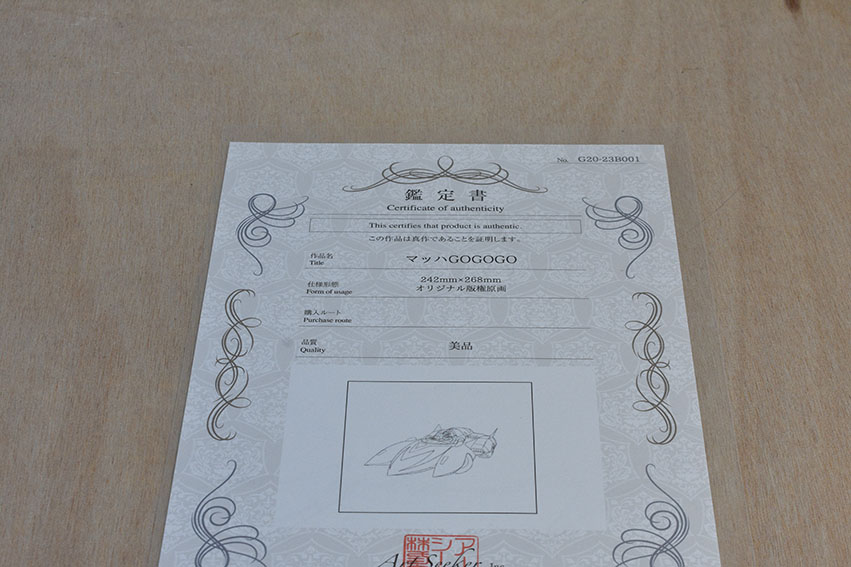 No. G20-23B001
鑑定書
Certificate of authenticity
This certifies that product is authentic.
この作品は真作であることを証明します。
作品名
Title
マッハGOGOGO
仕様形態
Form of usage
242mm×268mm
オリジナル版権原画
購入ルート
Purchase route
品質
Quality
美品
Art Seeker, Inc.